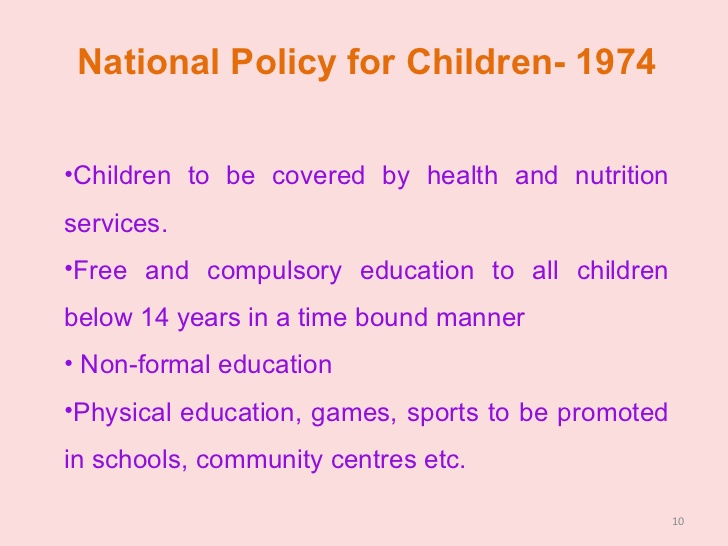 National Policy for Children- 1974
•Children to be covered by health and nutrition
services.
•Free and compulsory education to all children
below 14 years in a time bound manner
• Non-formal education
•Physical education, games, sports to be promoted
in schools, community centres etc.
10